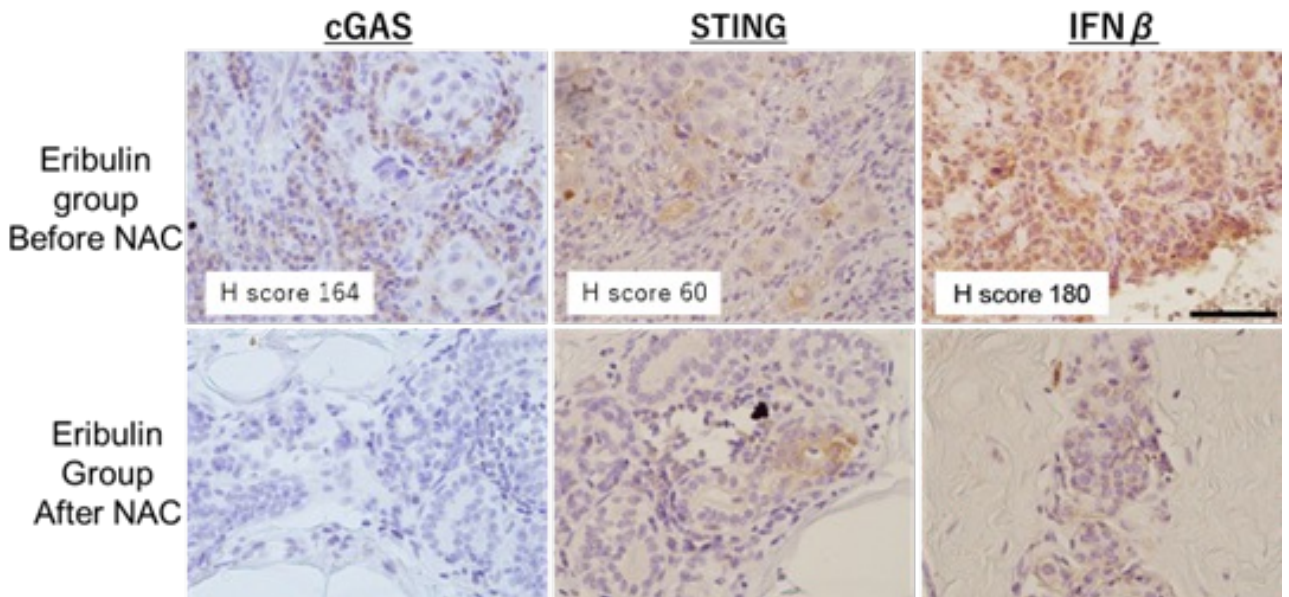 cGAS
STING
IFNβ
Eribulin
group
Before NAC
H score 164
H score 60
H score 180
Eribulin
Group
After NAC